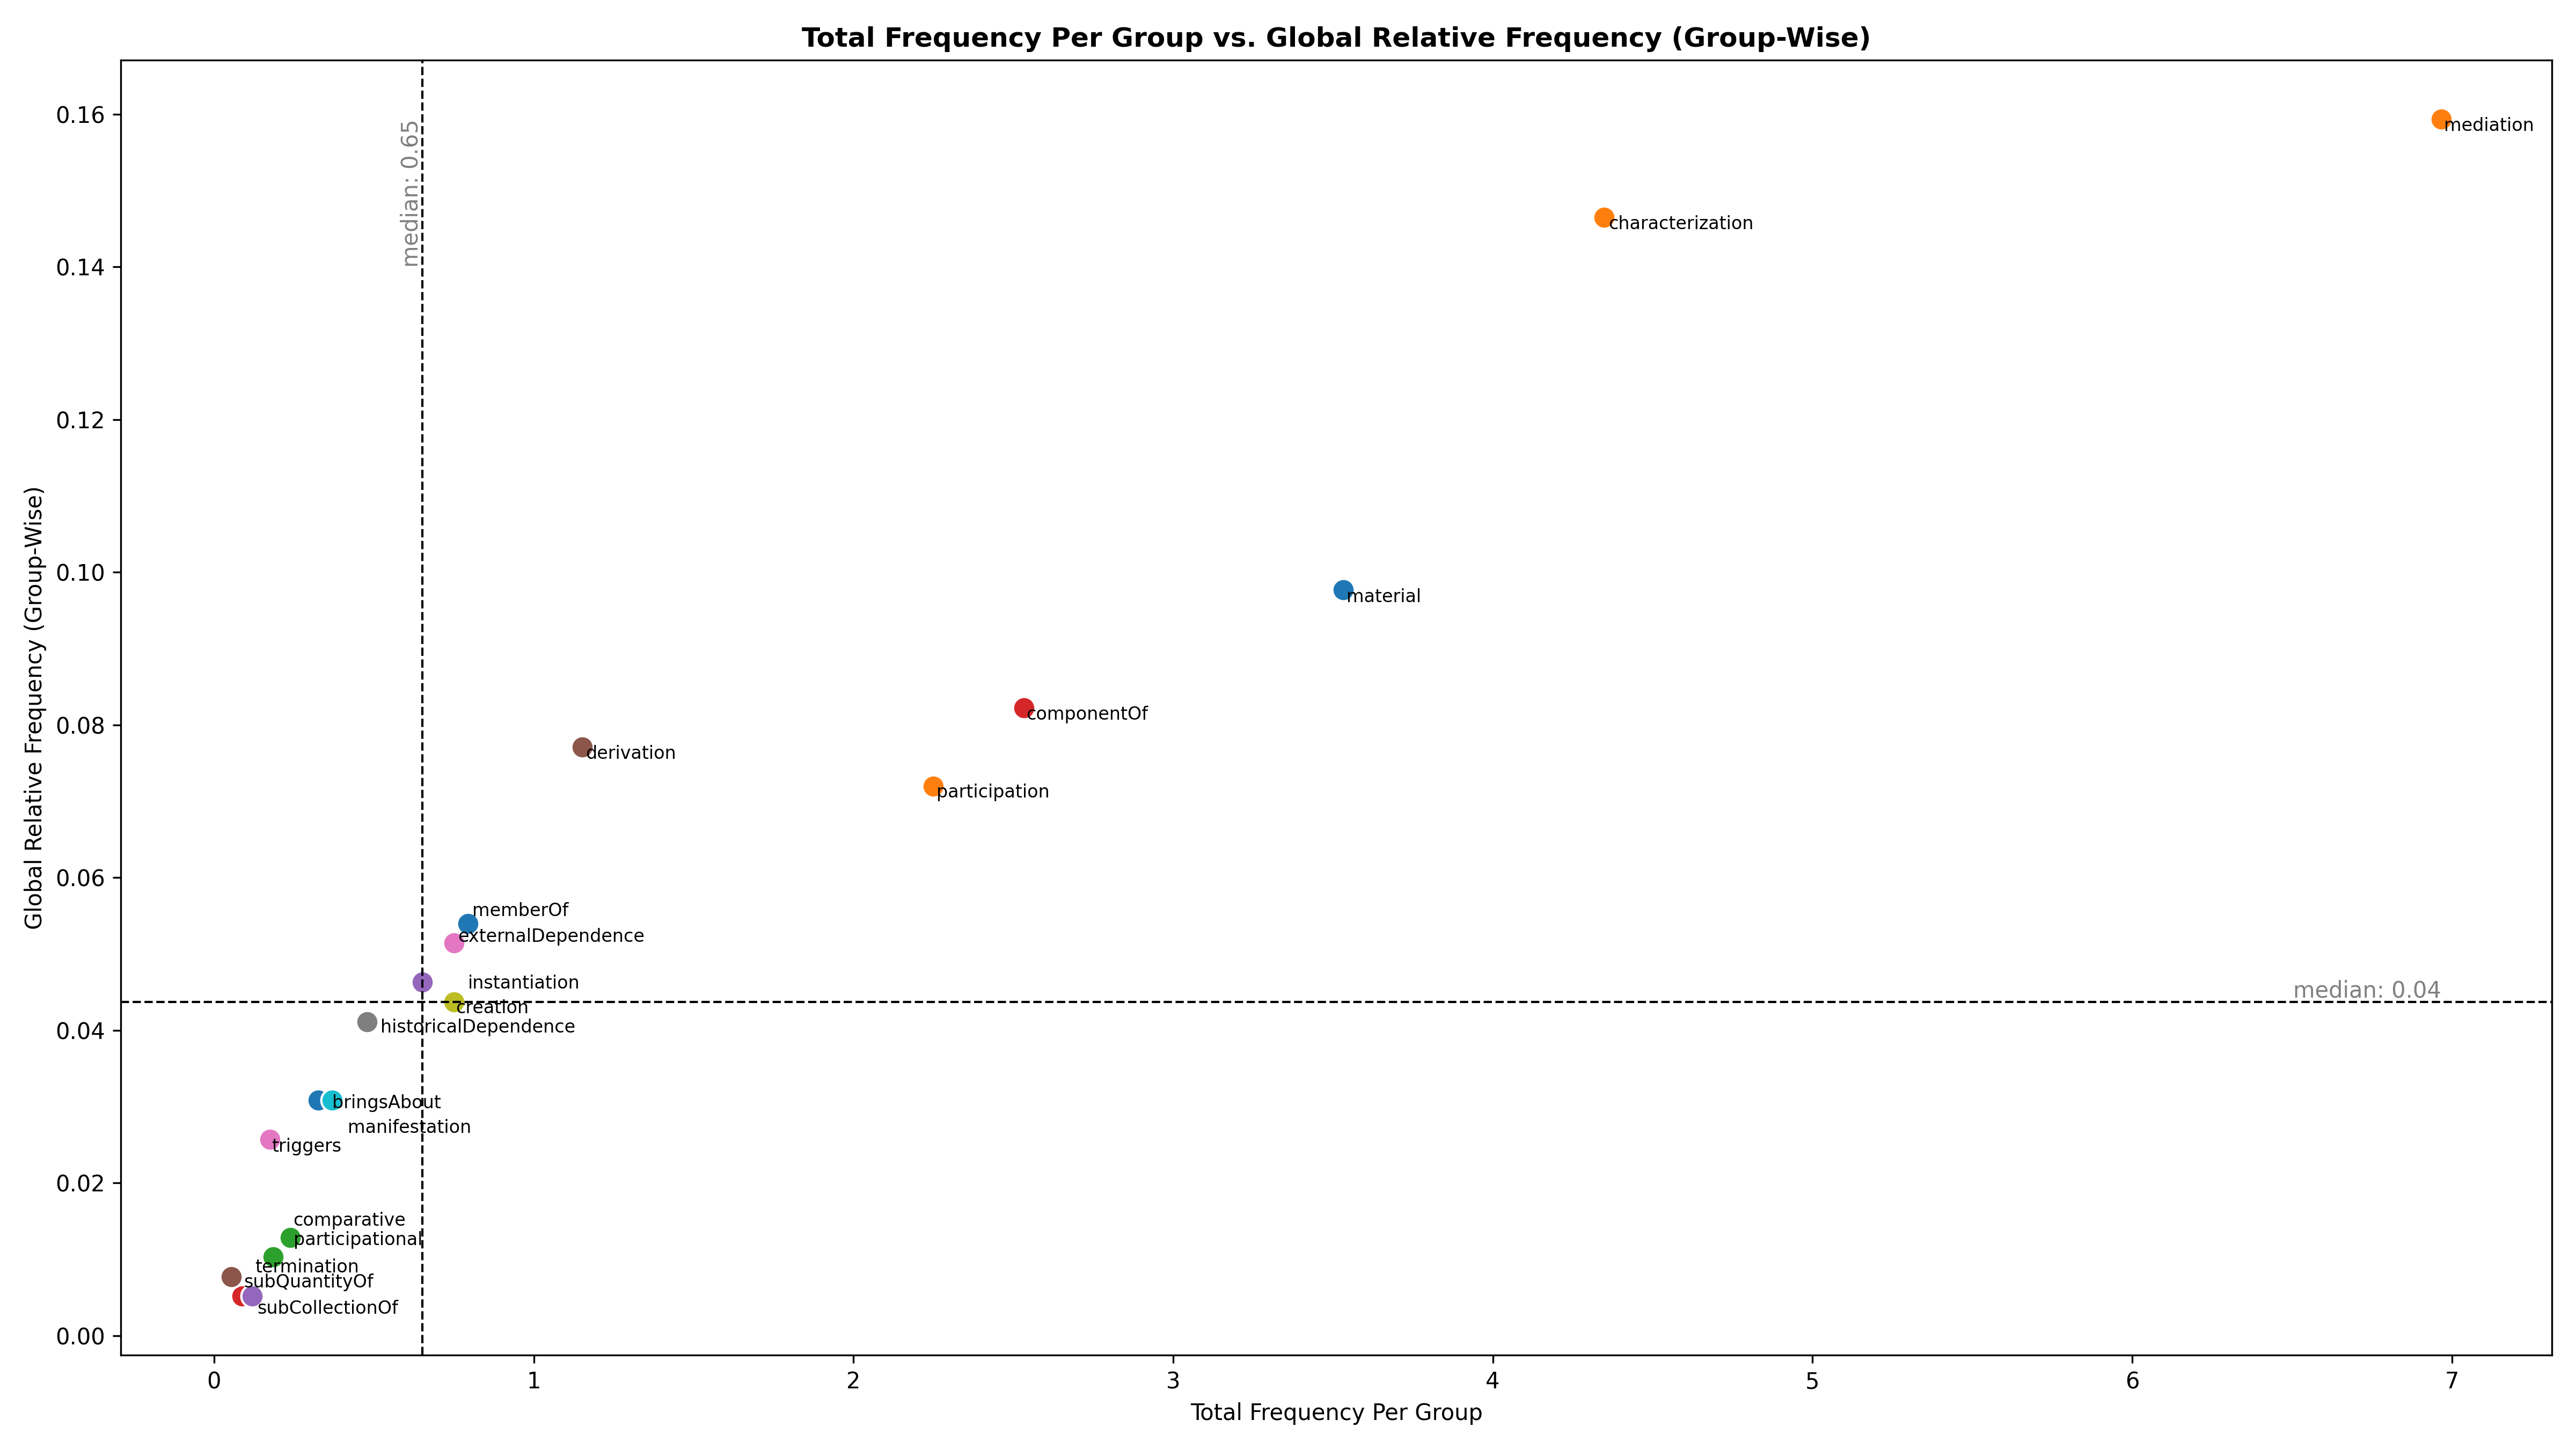 Total Frequency Per Group vs. Global Relative Frequency (Group-Wise)
Global Relative Frequency (Group-Wise)
0.16
0.14
0.12
0.10
0.08
0.06
0.04
0.02
0.00
median: 0.65
mediation
characterization
material
componentOf
derivation
participation
memberOf
externalDependence
instantiation
median: 0.04
creation
historicalDependence
bringsAbout
manifestation
triggers
comparative
participational
termination
subQuantityOf
subCollectionOf
0 1 2 3 4 5 6 7
Total Frequency Per Group